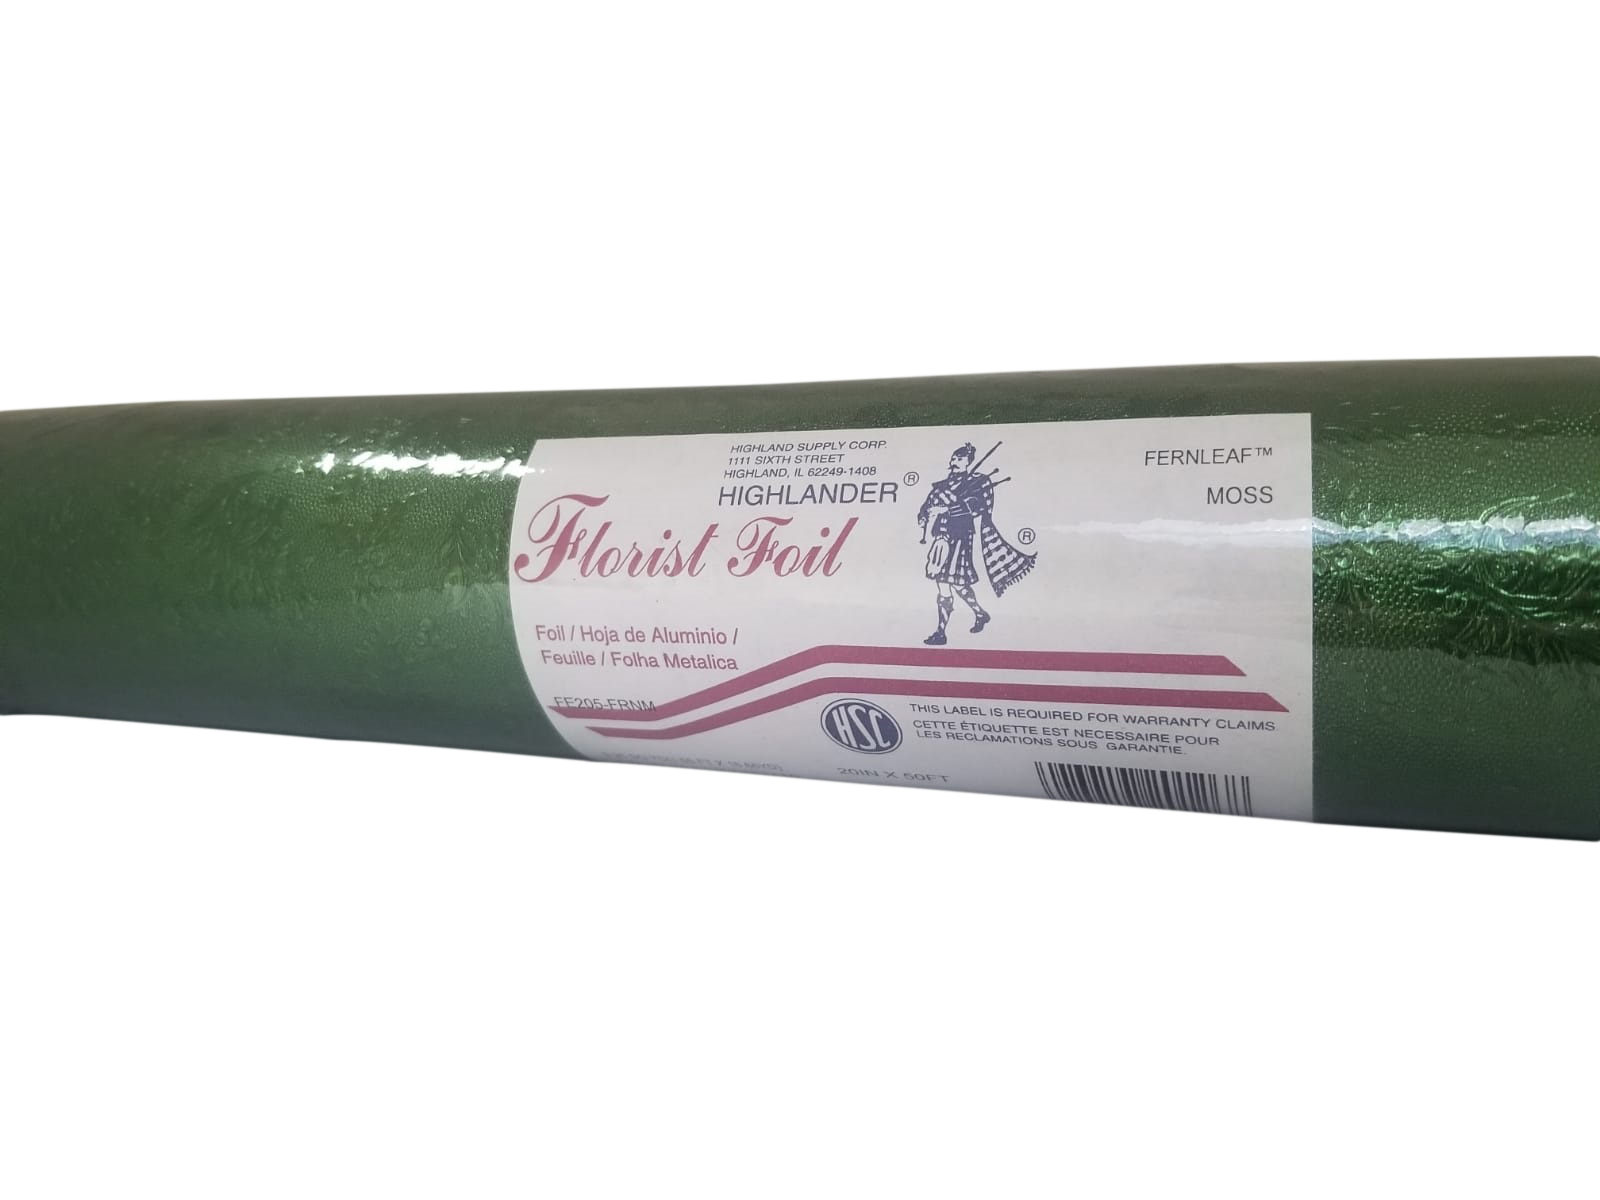 HIGHLAND SUPPLY CORP.
1111 SIXTH STREET
HIGHLAND, IL 62249-1408
HIGHLANDER®
Florist Foil
®
FERNLEAF™
MOSS
Foil / Hoja de Aluminio /
Feuille / Folha Metalica
FF205-FRNM
HSC
THIS LABEL IS REQUIRED FOR WARRANTY CLAIMS.
CETTE ÉTIQUETTE EST NECESSAIRE POUR
LES RECLAMATIONS SOUS GARANTIE.
20IN X 50FT